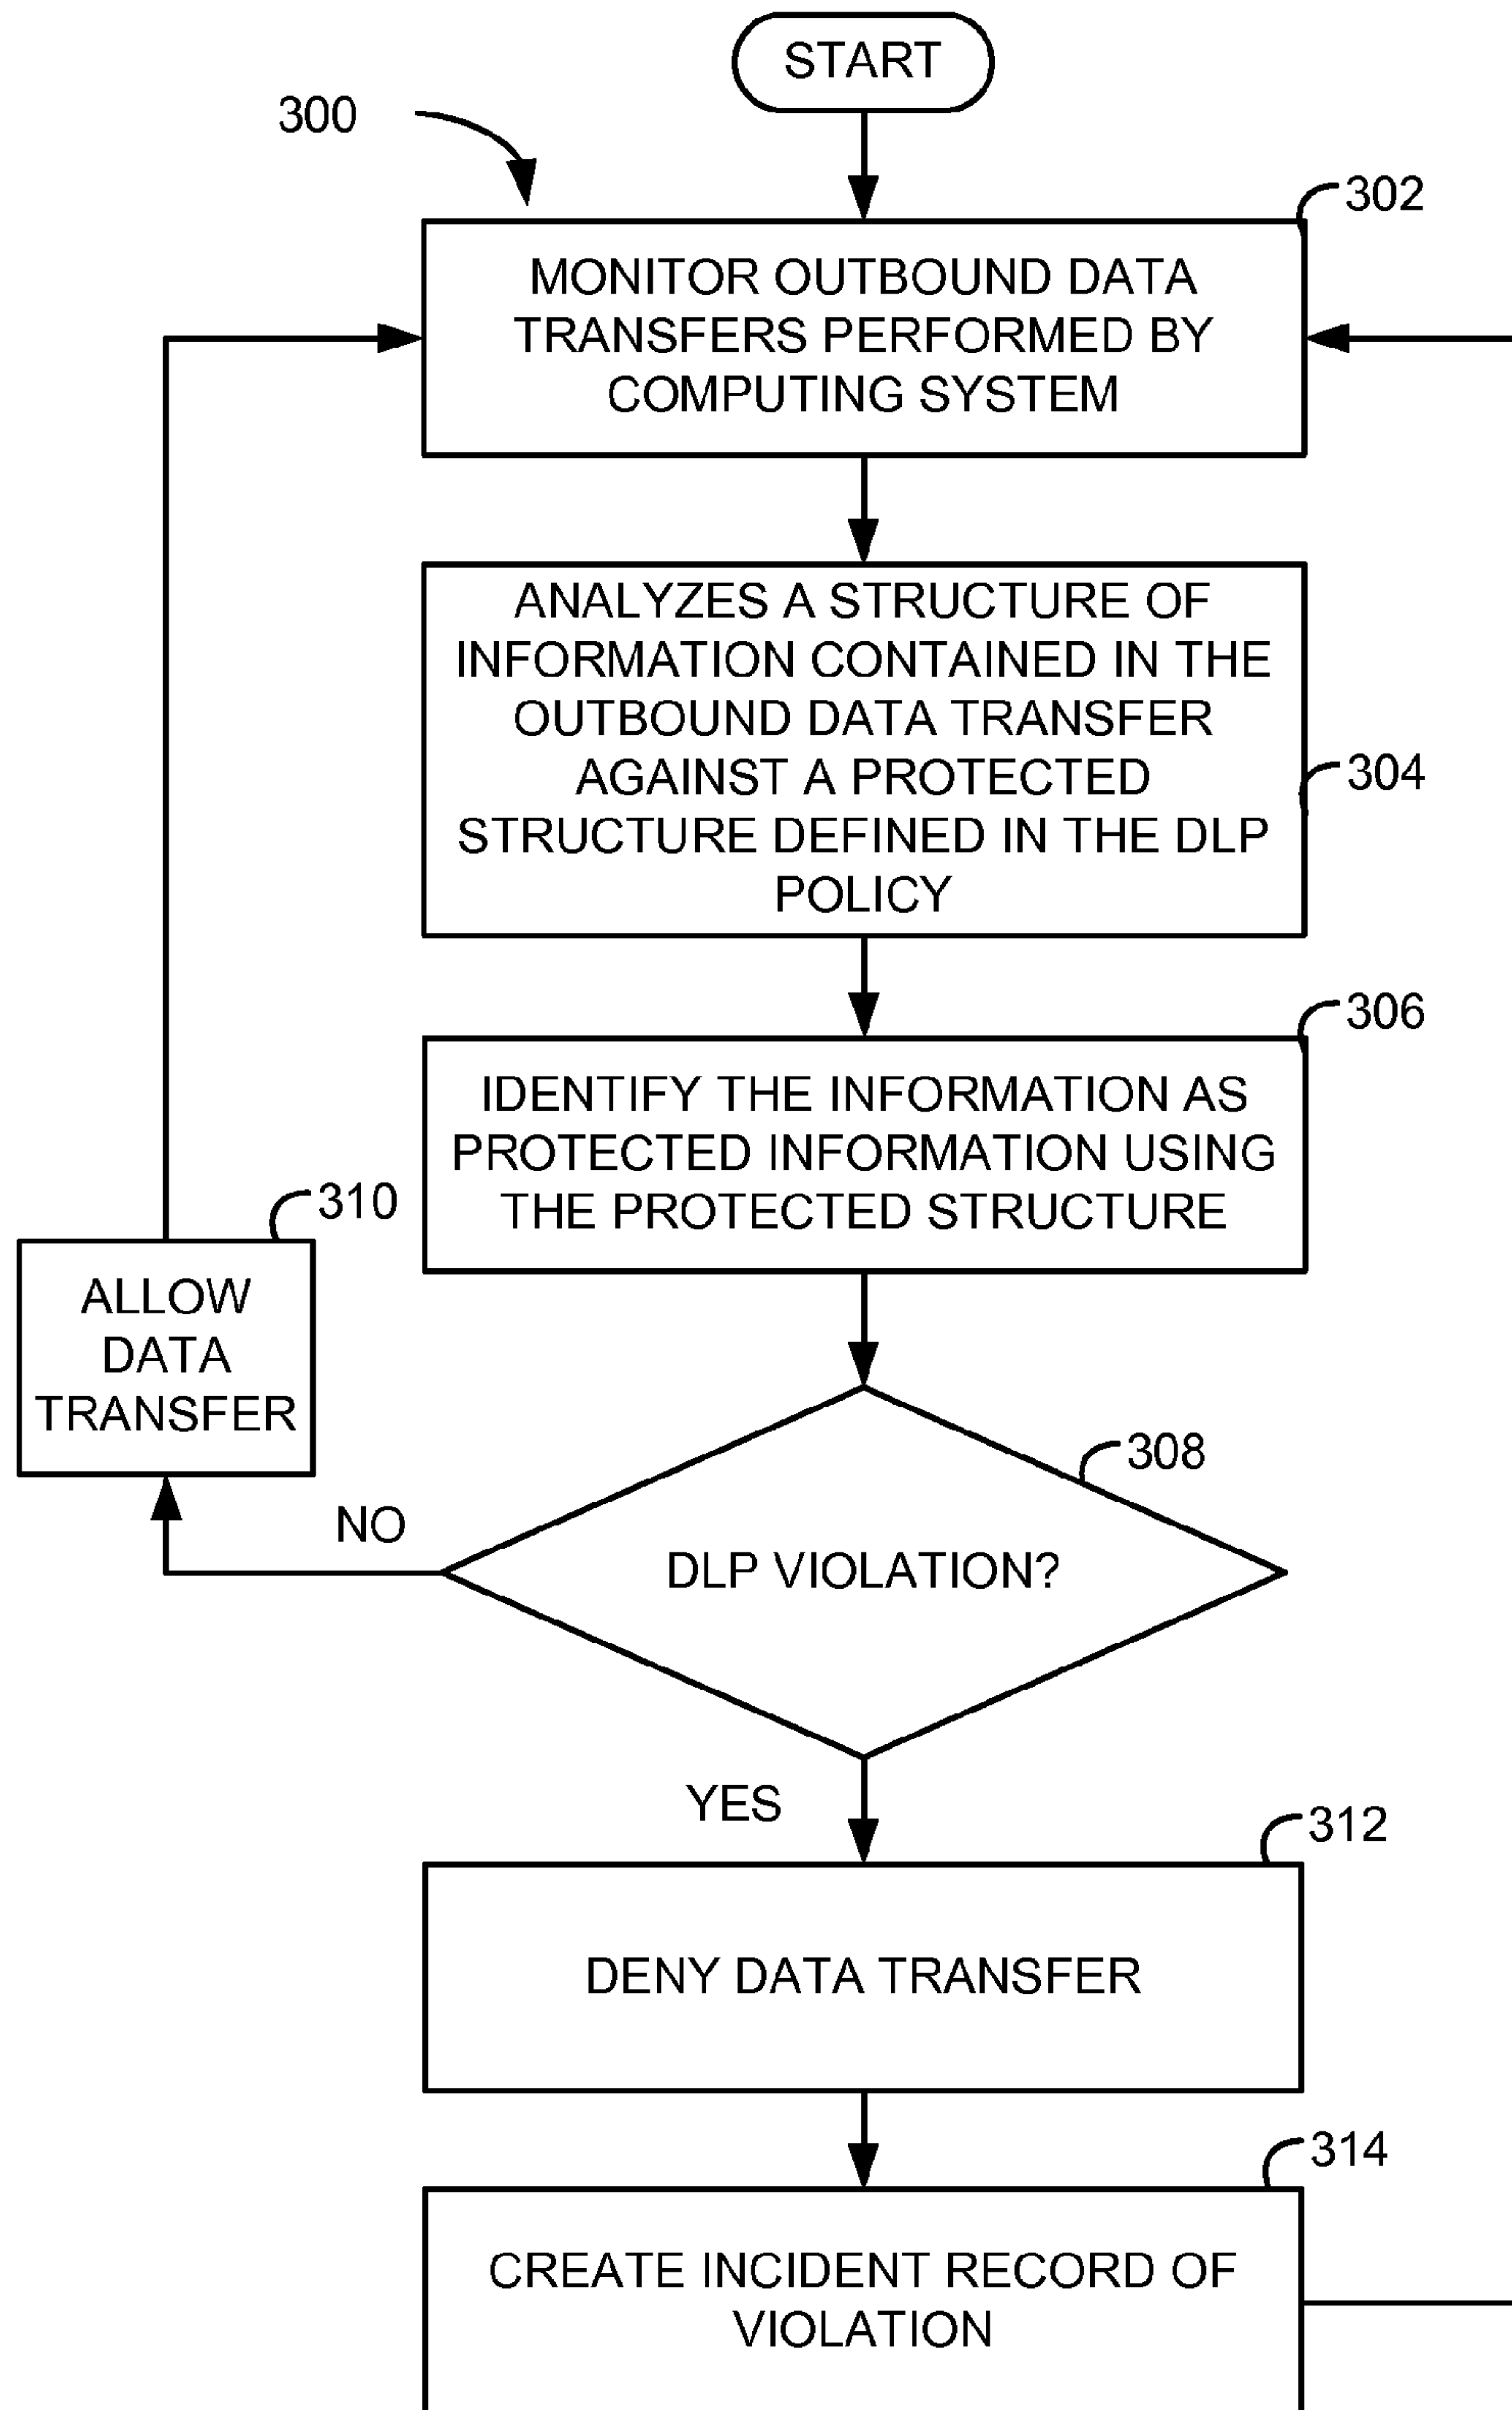 START
300
302
MONITOR OUTBOUND DATA
TRANSFERS PERFORMED BY
COMPUTING SYSTEM
ANALYZES A STRUCTURE OF
INFORMATION CONTAINED IN THE
OUTBOUND DATA TRANSFER
AGAINST A PROTECTED
STRUCTURE DEFINED IN THE DLP
POLICY
304
306
IDENTIFY THE INFORMATION AS
PROTECTED INFORMATION USING
THE PROTECTED STRUCTURE
310
ALLOW
DATA
TRANSFER
308
NO
DLP VIOLATION?
YES
312
DENY DATA TRANSFER
314
CREATE INCIDENT RECORD OF
VIOLATION